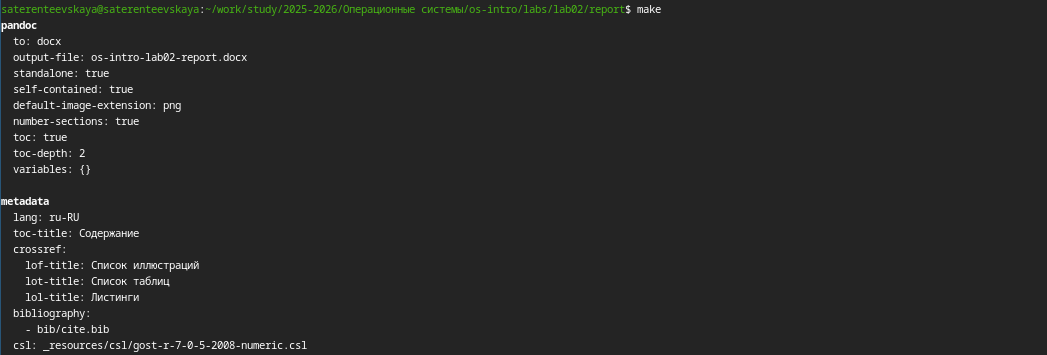 saterenteevskaya@saterenteevskaya:~/work/study/2025-2026/Операционные системы/os-intro/labs/lab02/report$ make
pandoc
  to: docx
  output-file: os-intro-lab02-report.docx
  standalone: true
  self-contained: true
  default-image-extension: png
  number-sections: true
  toc: true
  toc-depth: 2
  variables: {}

metadata
  lang: ru-RU
  toc-title: Содержание
  crossref:
    lof-title: Список иллюстраций
    lot-title: Список таблиц
    lol-title: Листинги
  bibliography:
    - bib/cite.bib
  csl: _resources/csl/gost-r-7-0-5-2008-numeric.csl